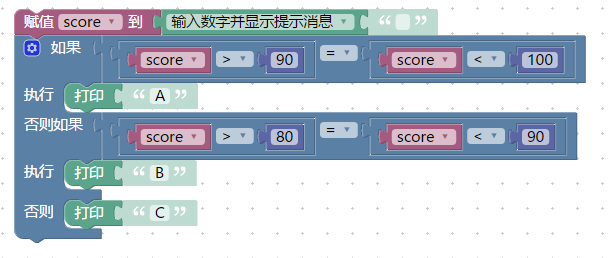 赋值 score 到 输入数字并显示提示消息 “ ”
如果 score > 90 = score < 100
执行 打印 “ A ”
否则如果 score > 80 = score < 90
执行 打印 “ B ”
否则 打印 “ C ”